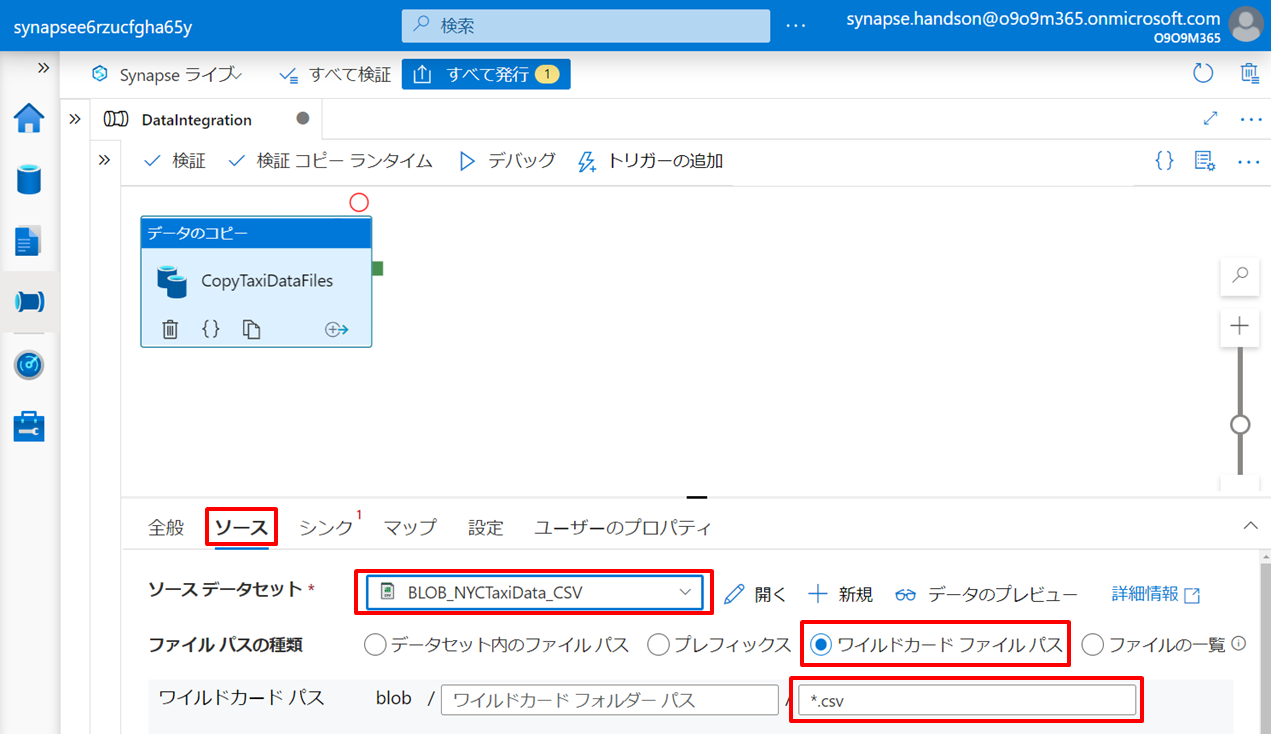 synapsee6rzucfgha65y 検索 ··· synapse.handson@o9o9m365.onmicrosoft.com
O9O9M365
Synapse ライブ すべて検証 すべて発行 1
DataIntegration
検証 検証 コピー ランタイム デバッグ トリガーの追加 {}
データのコピー
CopyTaxiDataFiles
{}
全般 ソース シンク 1 マップ 設定 ユーザーのプロパティ
ソース データセット * BLOB_NYCTaxiData_CSV 開く 新規 データのプレビュー 詳細情報
ファイル パスの種類 データセット内のファイル パス プレフィックス ワイルドカード ファイル パス ファイルの一覧
ワイルドカード パス blob / ワイルドカード フォルダー パス / *.csv